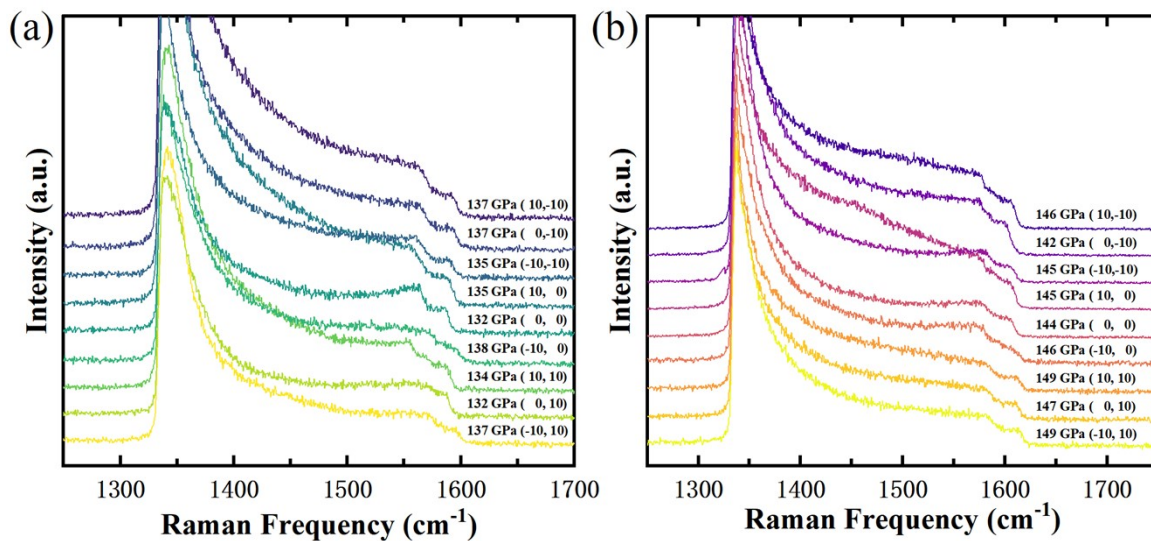 (a)
Intensity (a.u.)
137 GPa ( 10,-10)
137 GPa ( 0,-10)
135 GPa (-10,-10)
135 GPa ( 10, 0)
132 GPa ( 0, 0)
138 GPa (-10, 0)
134 GPa ( 10, 10)
132 GPa ( 0, 10)
137 GPa (-10, 10)
1300 1400 1500 1600 1700
Raman Frequency (cm-1)
(b)
Intensity (a.u.)
146 GPa ( 10,-10)
142 GPa ( 0,-10)
145 GPa (-10,-10)
145 GPa ( 10, 0)
144 GPa ( 0, 0)
146 GPa (-10, 0)
149 GPa ( 10, 10)
147 GPa ( 0, 10)
149 GPa (-10, 10)
1300 1400 1500 1600 1700
Raman Frequency (cm-1)